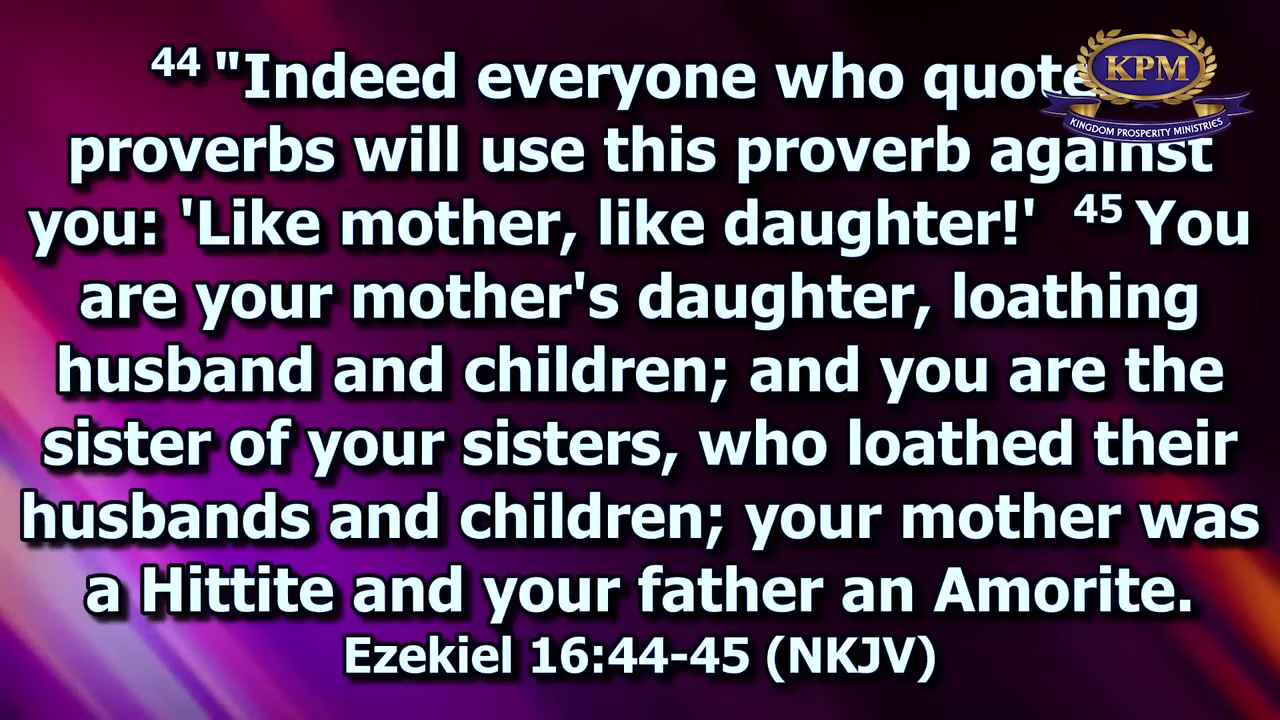 44 "Indeed everyone who quote
proverbs will use this proverb against
you: 'Like mother, like daughter!' 45 You
are your mother's daughter, loathing
husband and children; and you are the
sister of your sisters, who loathed their
husbands and children; your mother was
a Hittite and your father an Amorite.
Ezekiel 16:44-45 (NKJV)
KPM
KINGDOM PROSPERITY MINISTRIES